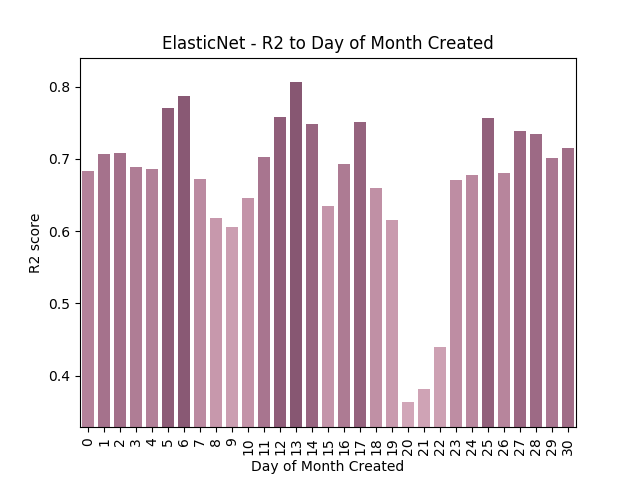 ElasticNet - R2 to Day of Month Created
0.8
0.7
0.6
0.5
0.4
R2 score
0 1 2 3 4 5 6 7 8 9 10 11 12 13 14 15 16 17 18 19 20 21 22 23 24 25 26 27 28 29 30
Day of Month Created